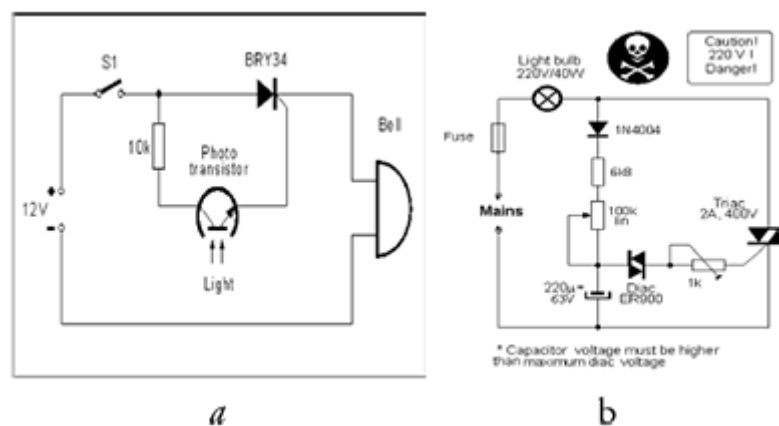 S1
BRY34
Bell
10k
Photo
transistor
12V
+
-
Light
a
Caution!
220 V !
Danger!
Light bulb
220V/40W
Fuse
1N4004
6k8
Mains
100k
lin
Triac
2A, 400V
220µ*
63V
Diac
ER900
1k
* Capacitor voltage must be higher
than maximum diac voltage
b